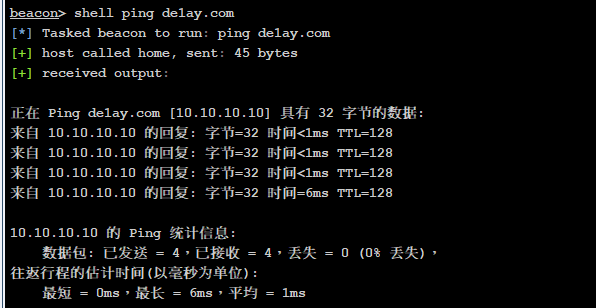 beacon> shell ping de1ay.com
[*] Tasked beacon to run: ping de1ay.com
[+] host called home, sent: 45 bytes
[+] received output:
正在 Ping de1ay.com [10.10.10.10] 具有 32 字节的数据:
来自 10.10.10.10 的回复: 字节=32 时间<1ms TTL=128
来自 10.10.10.10 的回复: 字节=32 时间<1ms TTL=128
来自 10.10.10.10 的回复: 字节=32 时间<1ms TTL=128
来自 10.10.10.10 的回复: 字节=32 时间=6ms TTL=128
10.10.10.10 的 Ping 统计信息:
数据包: 已发送 = 4，已接收 = 4，丢失 = 0 (0% 丢失)，
往返行程的估计时间(以毫秒为单位):
最短 = 0ms，最长 = 6ms，平均 = 1ms